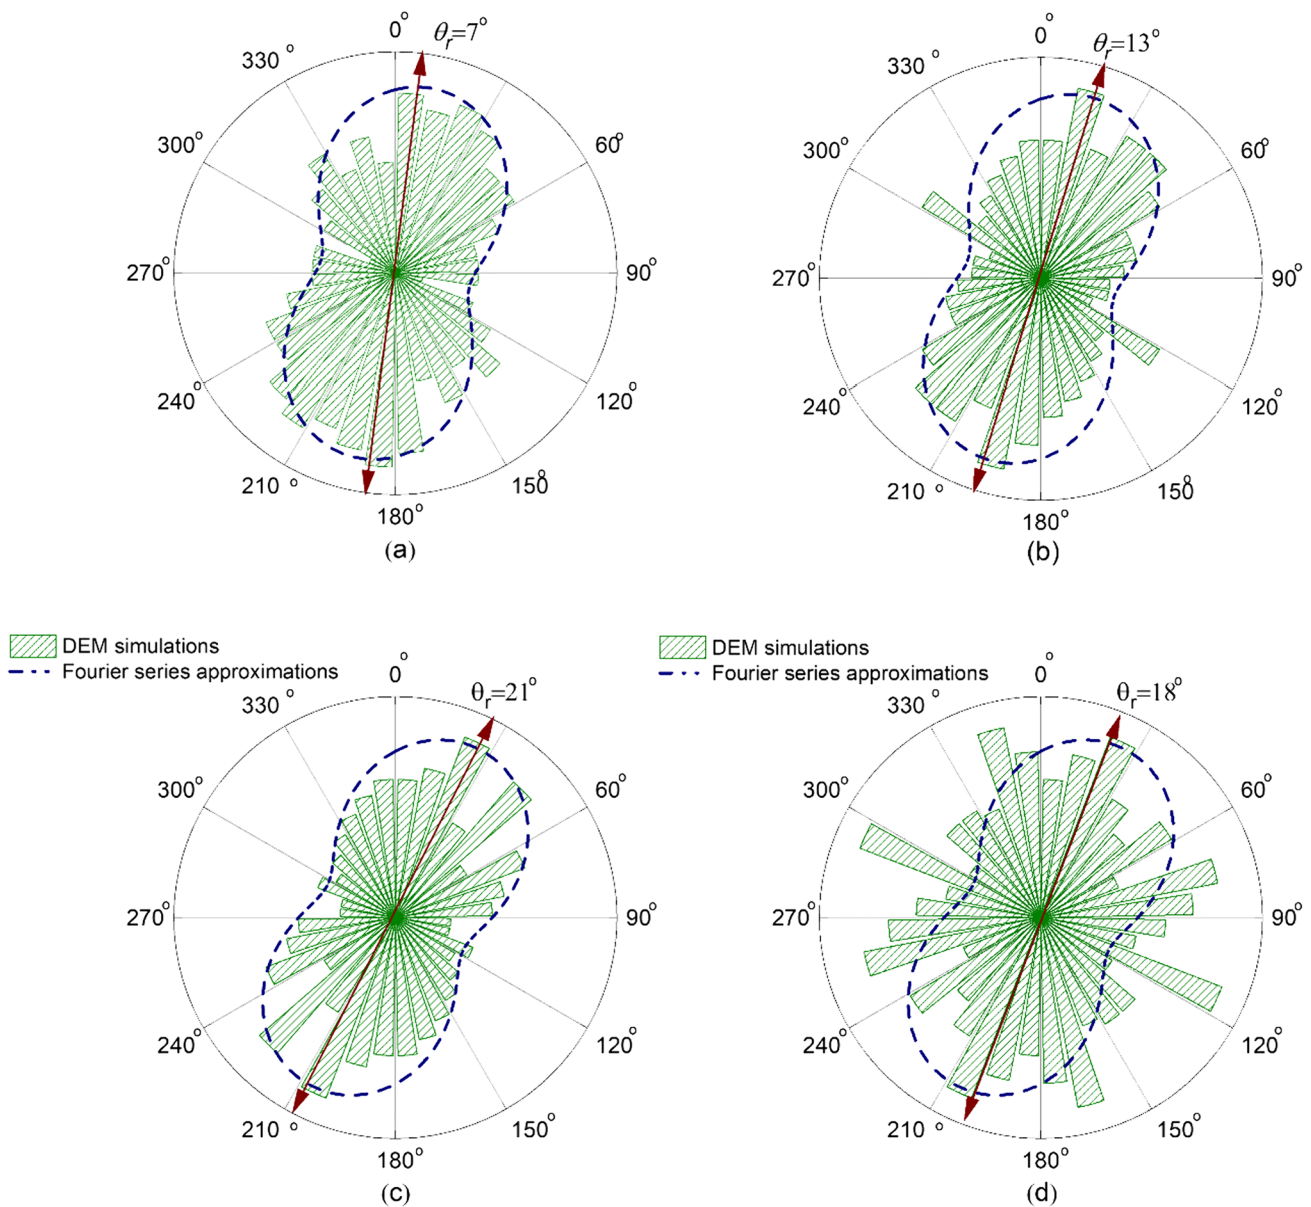 0° θr=7°
330° 
300° 60°
270° 90°
240° 120°
210° 150°
180°
(a)
0° θr=13°
330°
300° 60°
270° 90°
240° 120°
210° 150°
180°
(b)
DEM simulations
Fourier series approximations
0° θr=21°
330°
300° 60°
270° 90°
240° 120°
210° 150°
180°
(c)
DEM simulations
Fourier series approximations
0° θr=18°
330°
300° 60°
270° 90°
240° 120°
210° 150°
180°
(d)